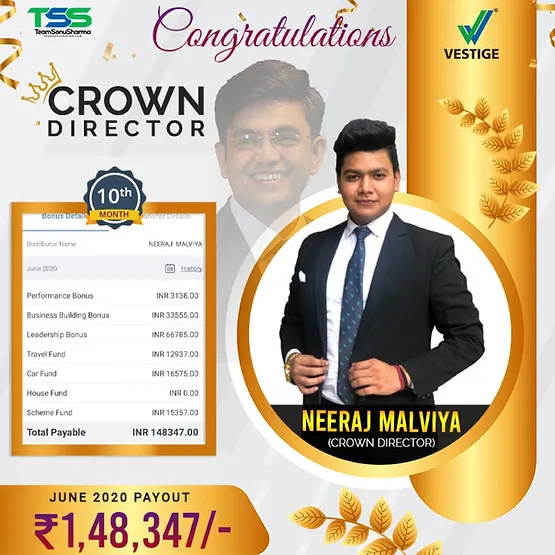 TSS
TeamSonuSharma
Congratulations
VESTIGE
CROWN
DIRECTOR
10th
MONTH
Bonus Details
Distributor Name NEERAJ MALVIYA
June 2020 History
Performance Bonus INR 3138.00
Business Building Bonus INR 33555.00
Leadership Bonus INR 66785.00
Travel Fund INR 12937.00
Car Fund INR 16575.00
House Fund INR 0.00
Scheme Fund INR 15357.00
Total Payable INR 148347.00
NEERAJ MALVIYA
(CROWN DIRECTOR)
JUNE 2020 PAYOUT
₹1,48,347/-